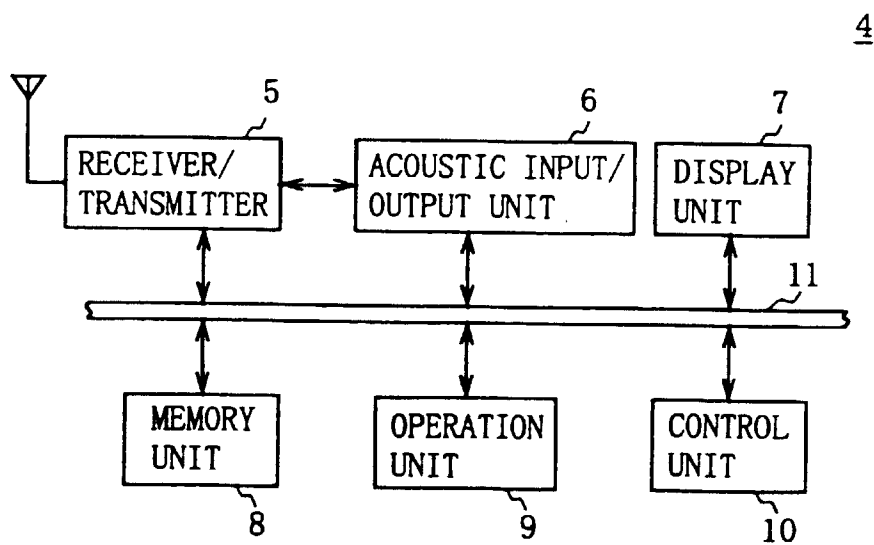 4
5
6
7
RECEIVER/
TRANSMITTER
ACOUSTIC INPUT/
OUTPUT UNIT
DISPLAY
UNIT
11
MEMORY
UNIT
OPERATION
UNIT
CONTROL
UNIT
8
9
10